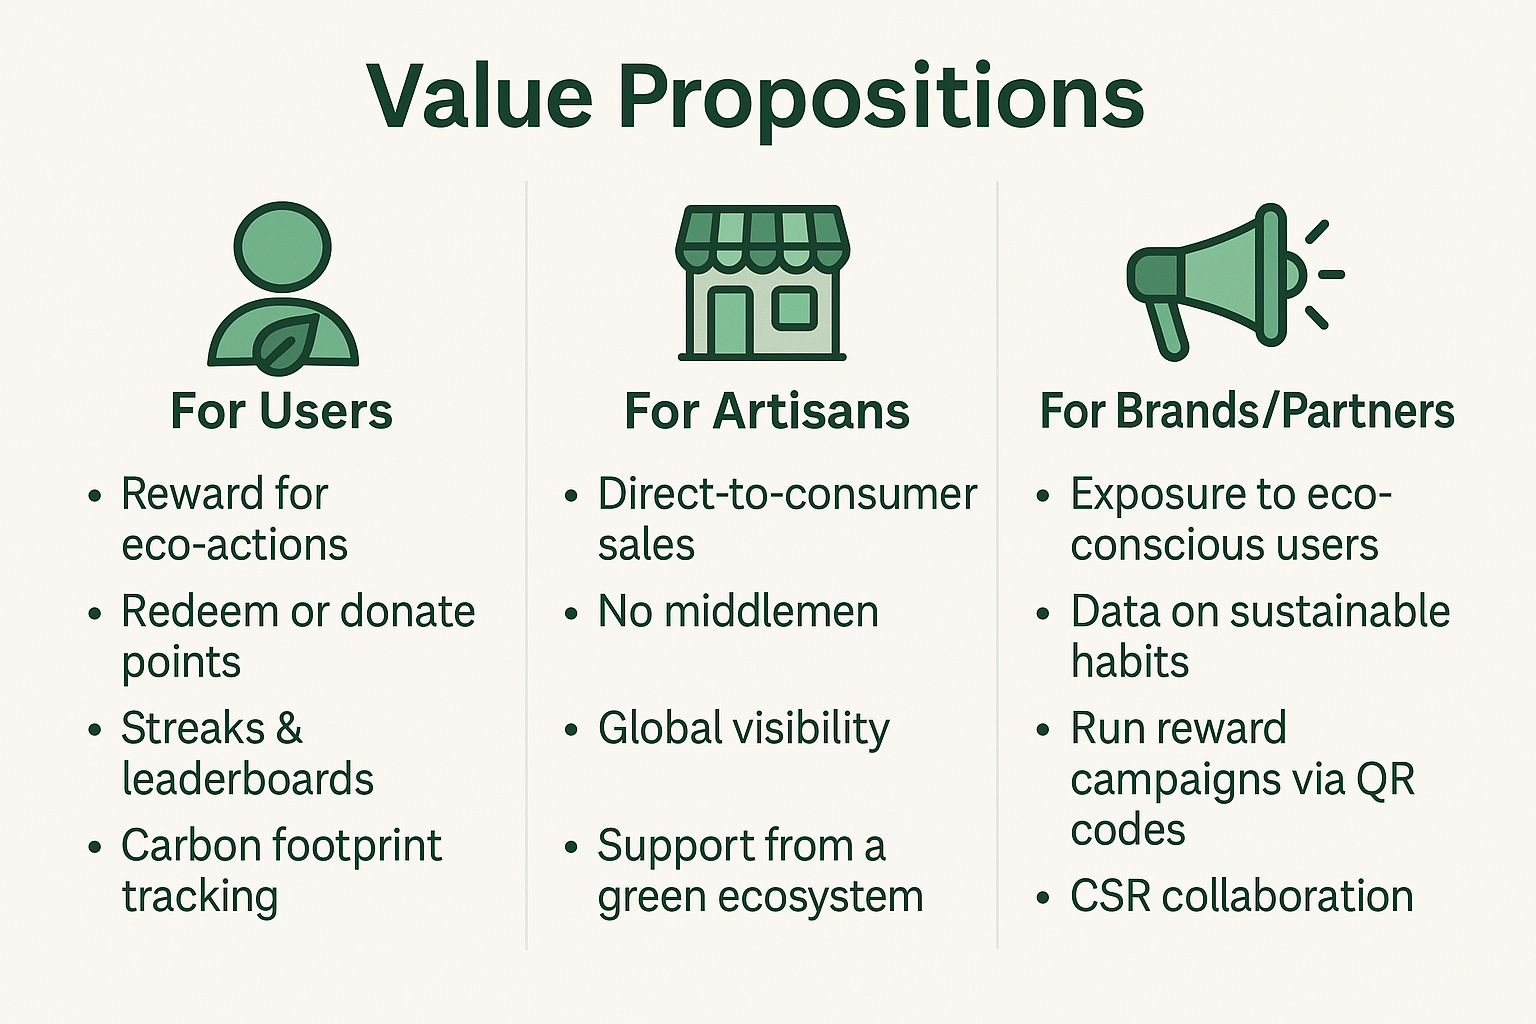 Value Propositions
For Users
• Reward for
eco-actions
• Redeem or donate
points
• Streaks &
leaderboards
• Carbon footprint
tracking
For Artisans
• Direct-to-consumer
sales
• No middlemen
• Global visibility
• Support from a
green ecosystem
For Brands/Partners
• Exposure to eco-
conscious users
• Data on sustainable
habits
• Run reward
campaigns via QR
codes
• CSR collaboration